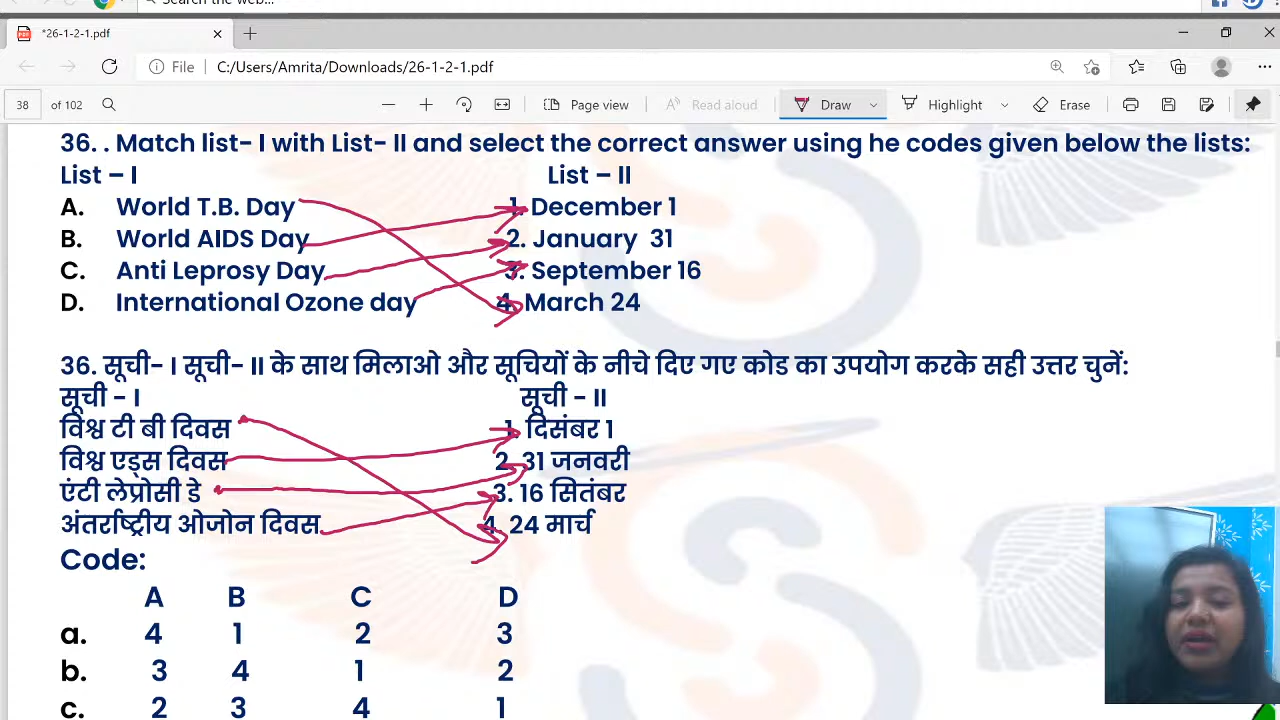 Search the web...
*26-1-2-1.pdf
File C:/Users/Amrita/Downloads/26-1-2-1.pdf
38 of 102 Page view Read aloud Draw Highlight Erase
36. . Match list- I with List- II and select the correct answer using he codes given below the lists:
List – I List – II
A. World T.B. Day 1. December 1
B. World AIDS Day 2. January 31
C. Anti Leprosy Day 3. September 16
D. International Ozone day 4. March 24
36. सूची- I सूची- II के साथ मिलाओ और सूचियों के नीचे दिए गए कोड का उपयोग करके सही उत्तर चुनें:
सूची - I सूची - II
विश्व टी बी दिवस 1. दिसंबर 1
विश्व एड्स दिवस 2. 31 जनवरी
एंटी लेप्रोसी डे 3. 16 सितंबर
अंतर्राष्ट्रीय ओजोन दिवस 4. 24 मार्च
Code:
A B C D
a. 4 1 2 3
b. 3 4 1 2
c. 2 3 4 1